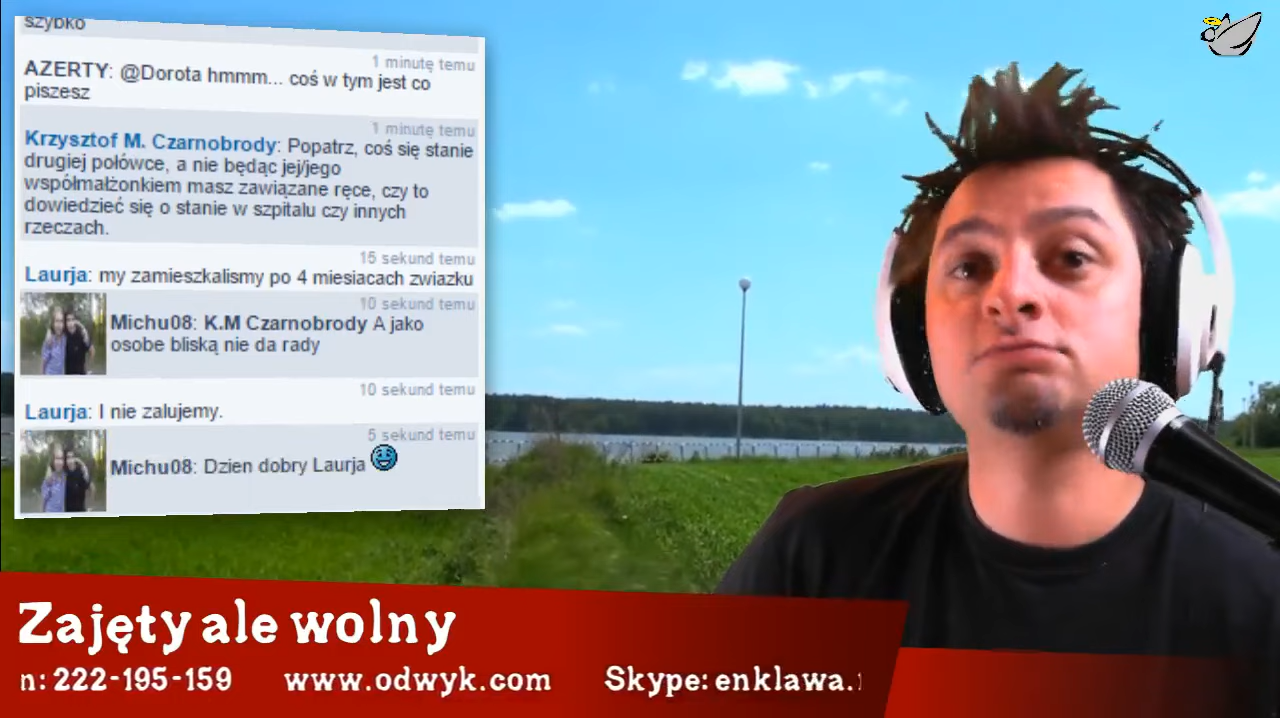 szybko
1 minutę temu
AZERTY: @Dorota hmmm... coś w tym jest co
piszesz
1 minutę temu
Krzysztof M. Czarnobrody: Popatrz, coś się stanie
drugiej połówce, a nie będąc jej/jego
współmałżonkiem masz zawiązane ręce, czy to
dowiedzieć się o stanie w szpitalu czy innych
rzeczach.
15 sekund temu
Laurja: my zamieszkalismy po 4 miesiacach zwiazku
10 sekund temu
Michu08: K.M Czarnobrody A jako
osobe bliską nie da rady
10 sekund temu
Laurja: I nie zalujemy.
5 sekund temu
Michu08: Dzien dobry Laurja
Zajęty ale wolny
n: 222-195-159 www.odwyk.com Skype: enklawa.